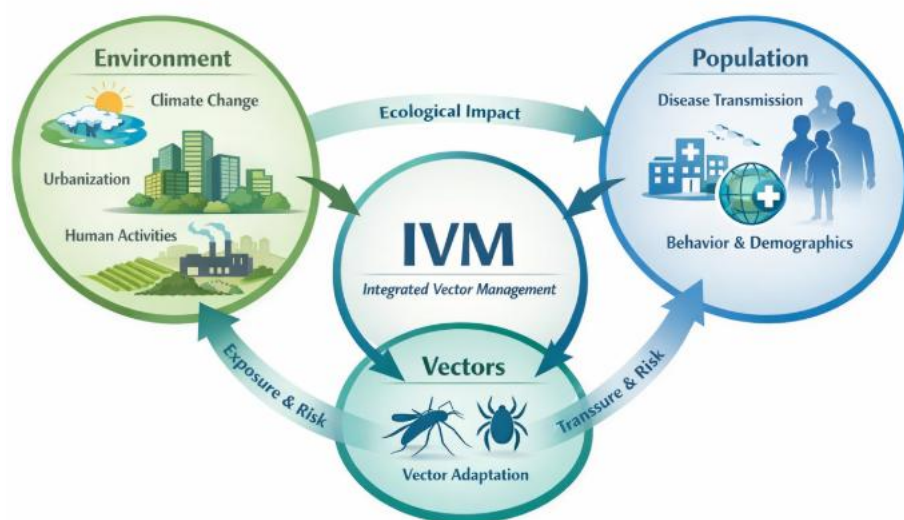 Environment
Climate Change
Urbanization
Human Activities
Ecological Impact
Population
Disease Transmission
Behavior & Demographics
IVM
Integrated Vector Management
Exposure & Risk
Vectors
Vector Adaptation
Transsure & Risk